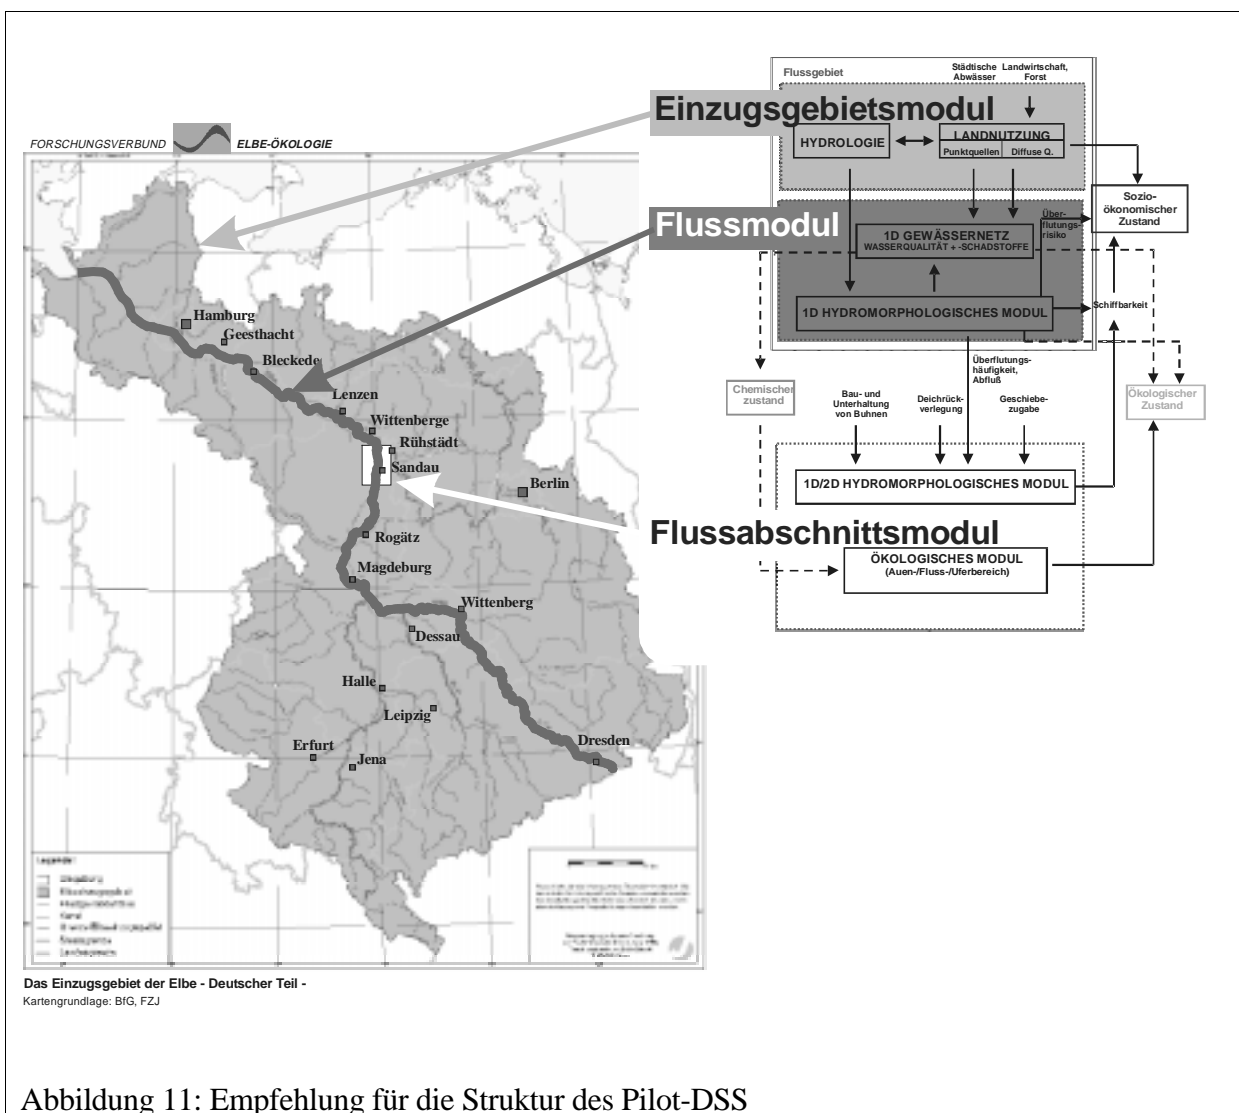 FORSCHUNGSVERBUND ELBE-ÖKOLOGIE
Hamburg
Geesthacht
Bleckede
Lenzen
Wittenberge
Rühstädt
Sandau
Berlin
Rogätz
Magdeburg
Wittenberg
Dessau
Halle
Leipzig
Erfurt
Jena
Dresden
Das Einzugsgebiet der Elbe - Deutscher Teil -
Kartengrundlage: BfG, FZJ
Flussgebiet
Städtische
Abwässer
Landwirtschaft,
Forst
Einzugsgebietsmodul
HYDROLOGIE
LANDNUTZUNG
Punktquellen
Diffuse Q.
Sozio-
ökonomischer
Zustand
Flussmodul
Über-
flutungs-
risiko
1D GEWÄSSERNETZ
WASSERQUALITÄT + -SCHADSTOFFE
1D HYDROMORPHOLOGISCHES MODUL
Schiffbarkeit
Überflutungs-
häufigkeit,
Abfluß
Chemischer
zustand
Bau- und
Unterhaltung
von Buhnen
Deichrück-
verlegung
Geschiebe-
zugabe
Ökologischer
Zustand
1D/2D HYDROMORPHOLOGISCHES MODUL
Flussabschnittsmodul
ÖKOLOGISCHES MODUL
(Auen-/Fluss-/Uferbereich)
Abbildung 11: Empfehlung für die Struktur des Pilot-DSS